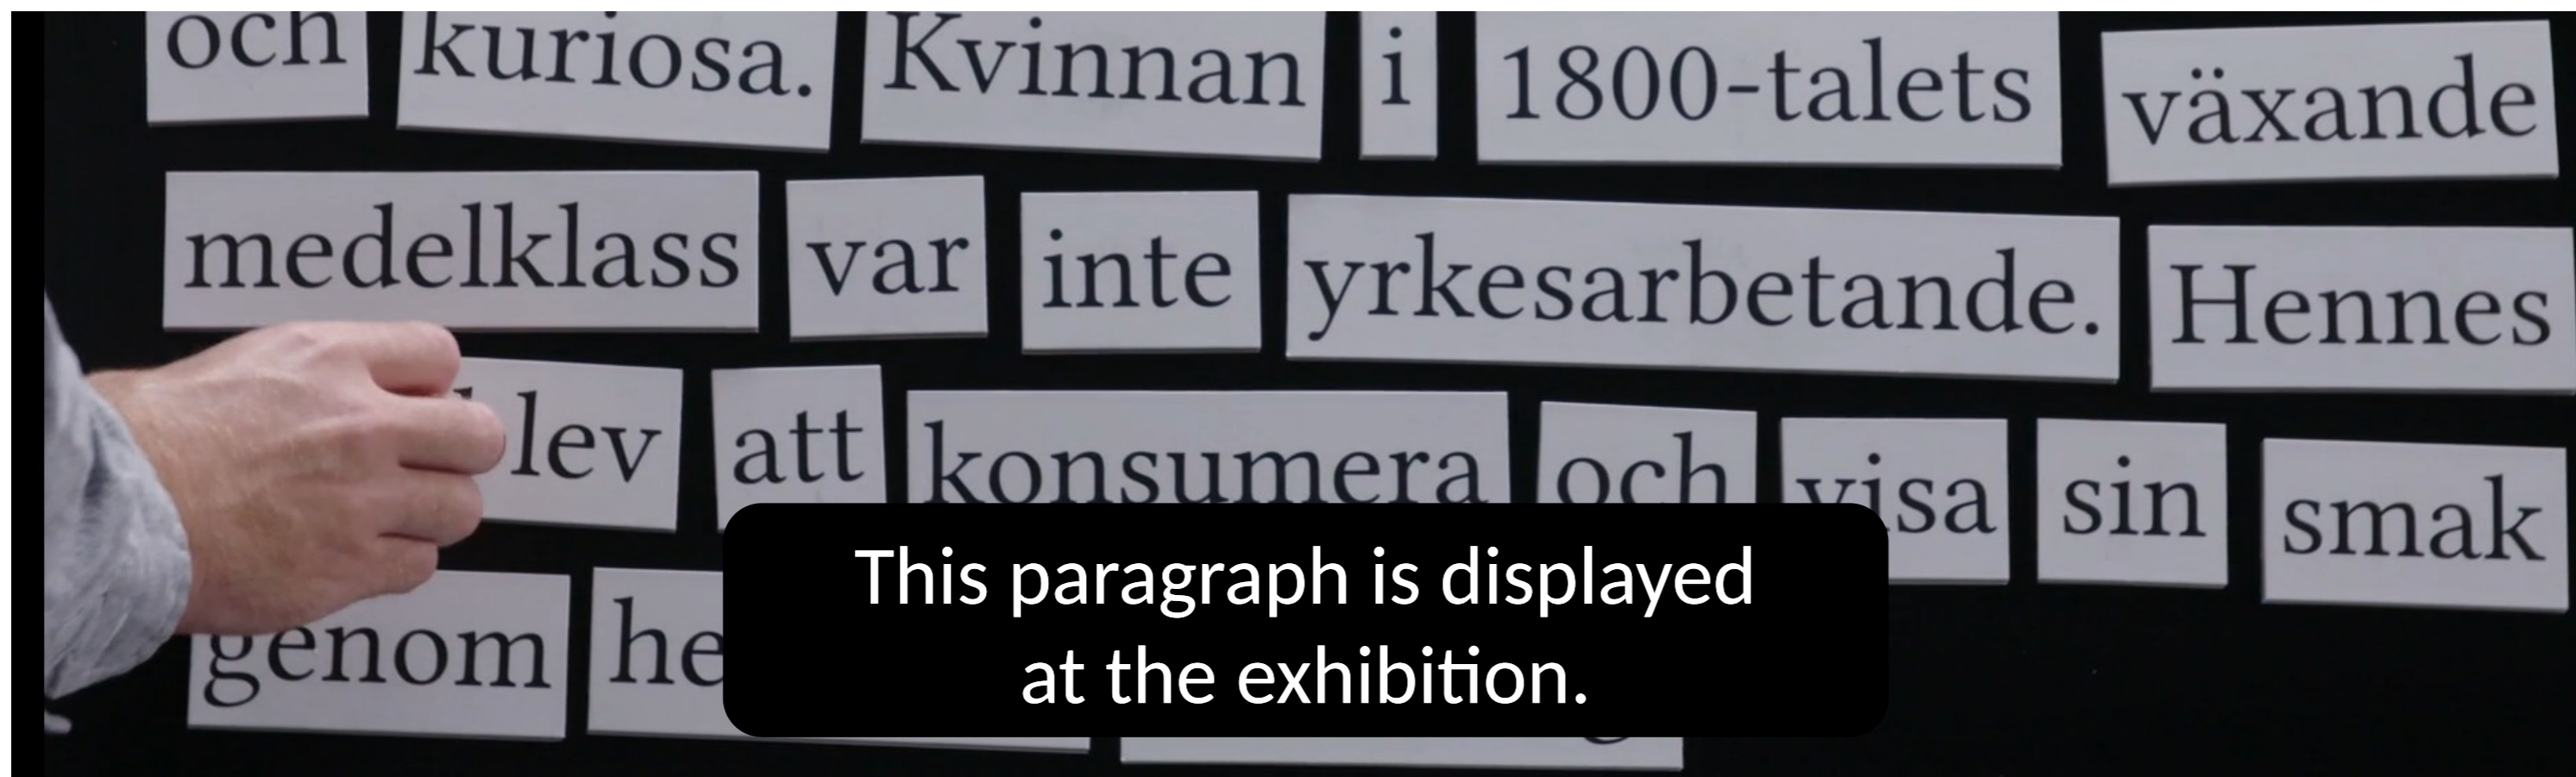 och kuriosa. Kvinnan i 1800-talets växande
medelklass var inte yrkesarbetande. Hennes
att konsumera och visa sin smak
genom
This paragraph is displayed
at the exhibition.